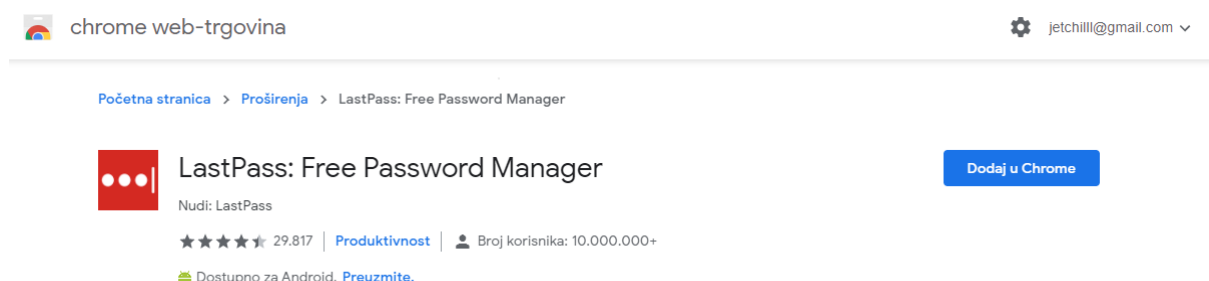 chrome web-trgovina
jetchilll@gmail.com
Početna stranica > Proširenja > LastPass: Free Password Manager
LastPass: Free Password Manager
Dodaj u Chrome
Nudi: LastPass
29.817 | Produktivnost | Broj korisnika: 10.000.000+
Dostupno za Android. Preuzmite.